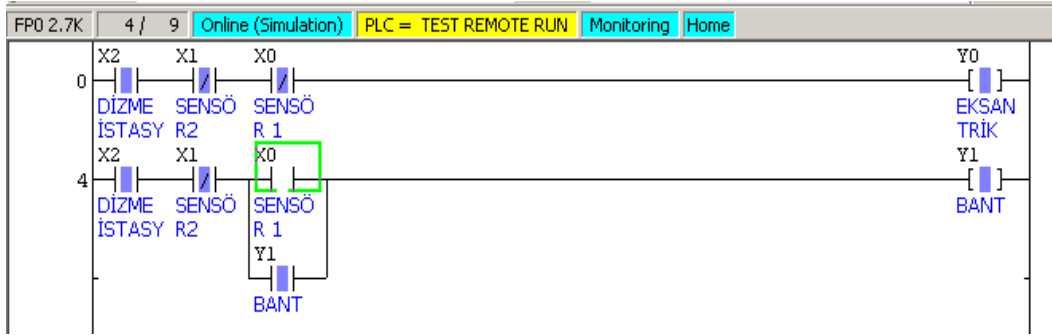 FP0 2.7K 4 / 9 Online (Simulation) PLC = TEST REMOTE RUN Monitoring Home
X2 X1 X0 Y0
0
DİZME SENSÖ SENSÖ EKSAN
İSTASY R2 R 1 TRİK
X2 X1 X0 Y1
4
DİZME SENSÖ SENSÖ BANT
İSTASY R2 R 1
Y1
BANT